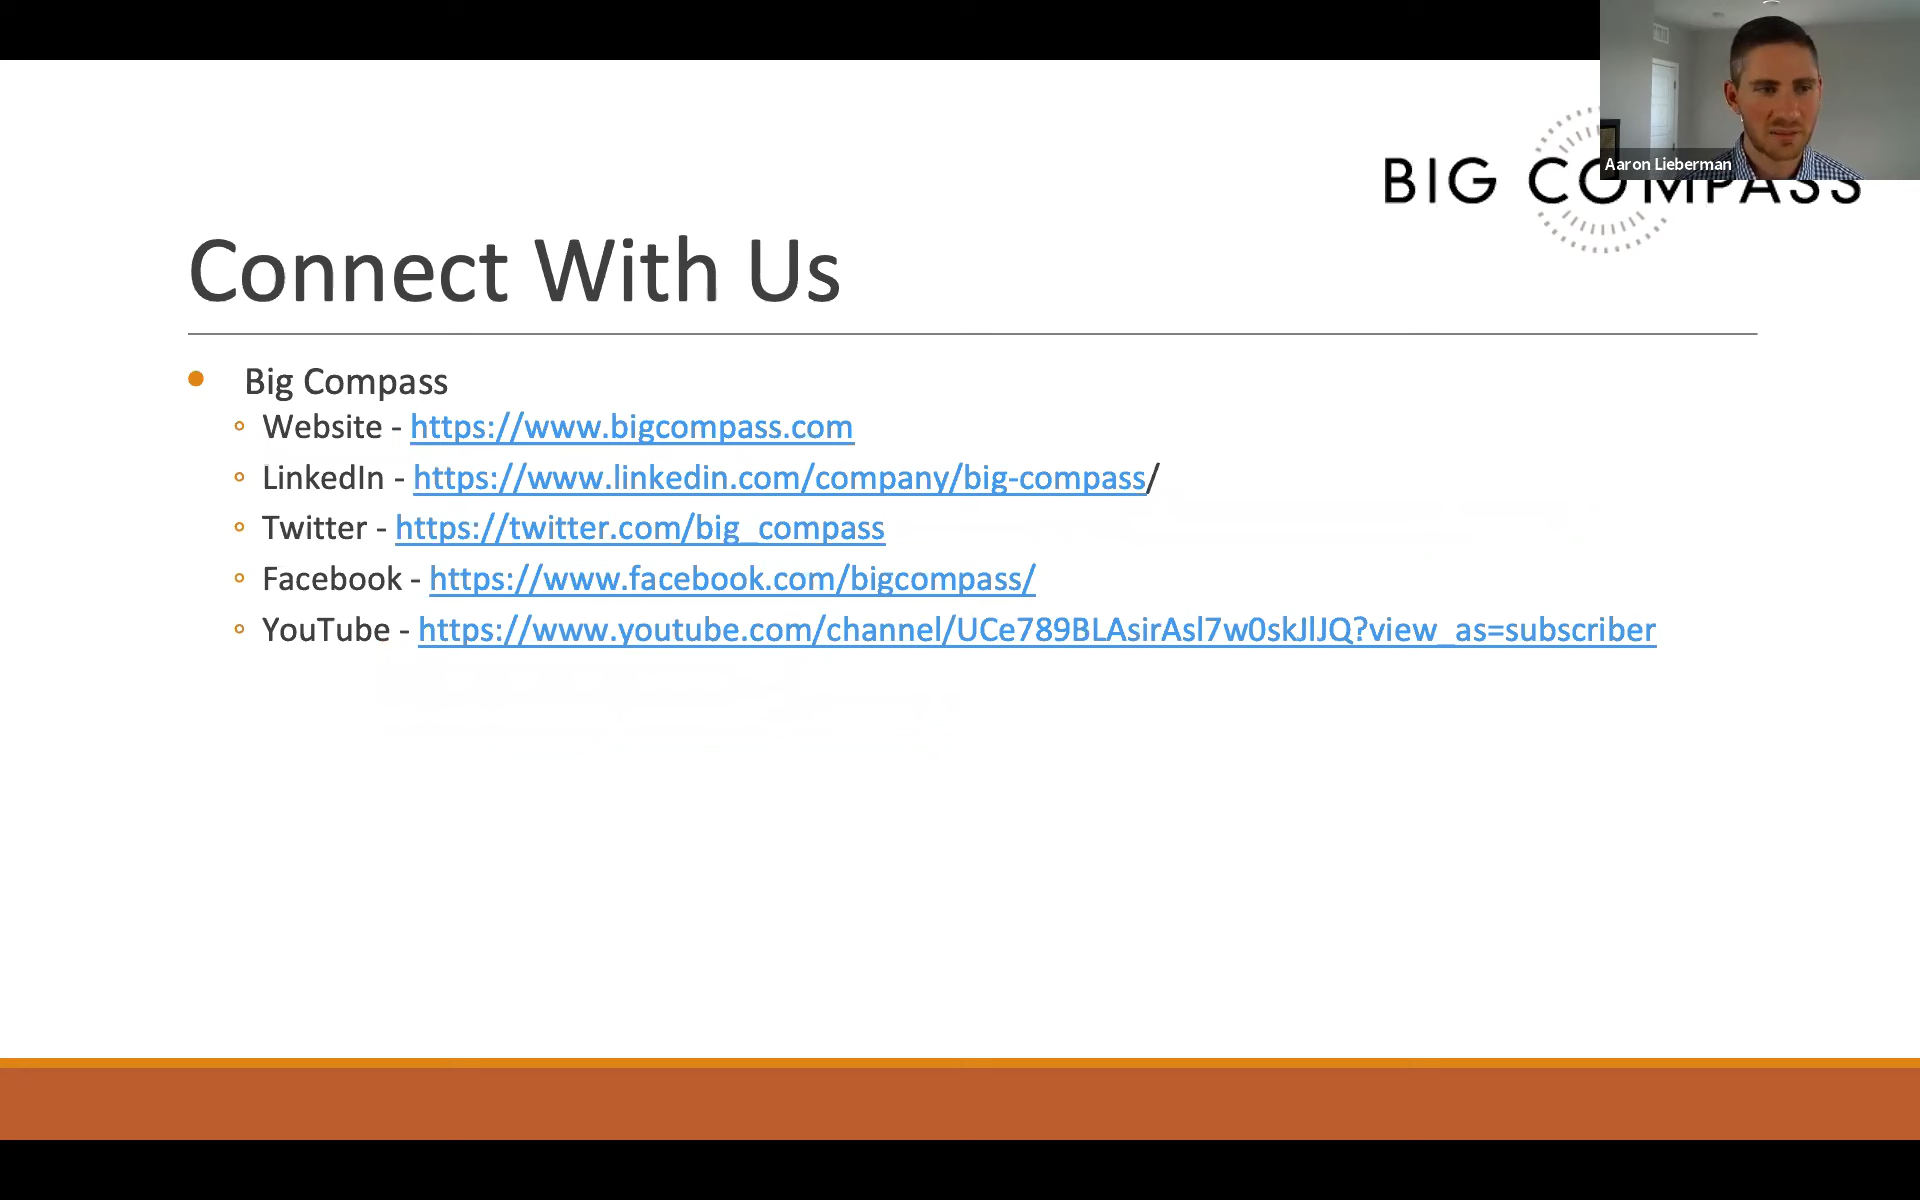 Aaron Lieberman
BIG COMPASS
Connect With Us
Big Compass
Website - https://www.bigcompass.com
LinkedIn - https://www.linkedin.com/company/big-compass/
Twitter - https://twitter.com/big_compass
Facebook - https://www.facebook.com/bigcompass/
YouTube - https://www.youtube.com/channel/UCe789BLAsirAsl7w0skJlJQ?view_as=subscriber